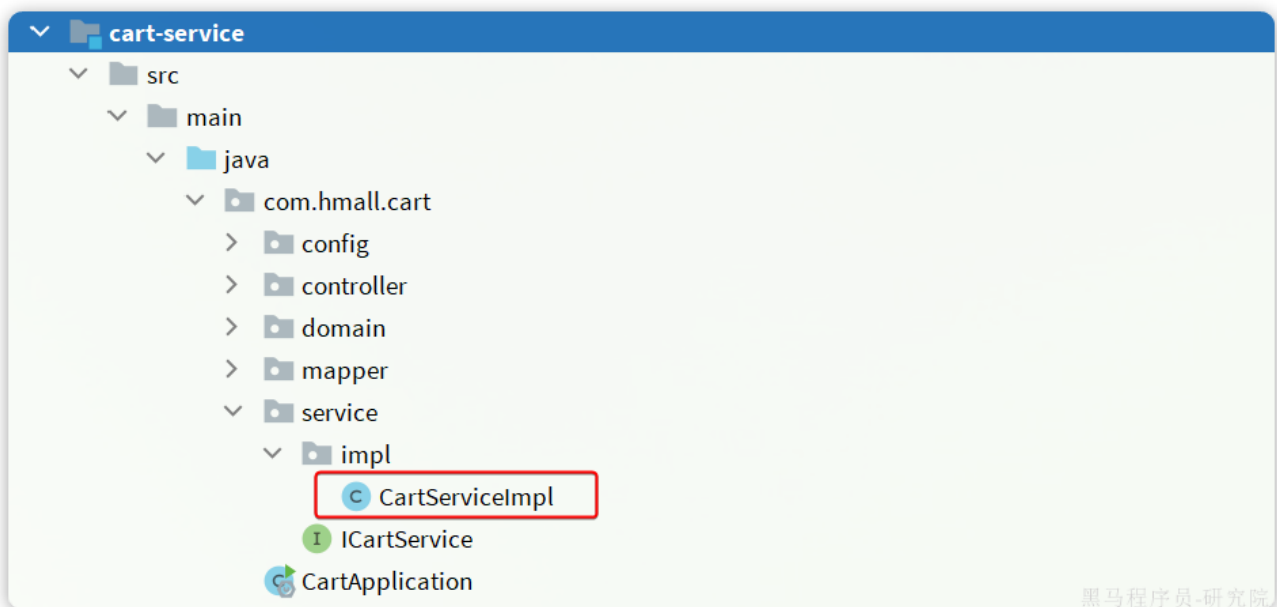 cart-service
src
main
java
com.hmall.cart
config
controller
domain
mapper
service
impl
C CartServiceImpl
I ICartService
C CartApplication
黑马程序员-研究院